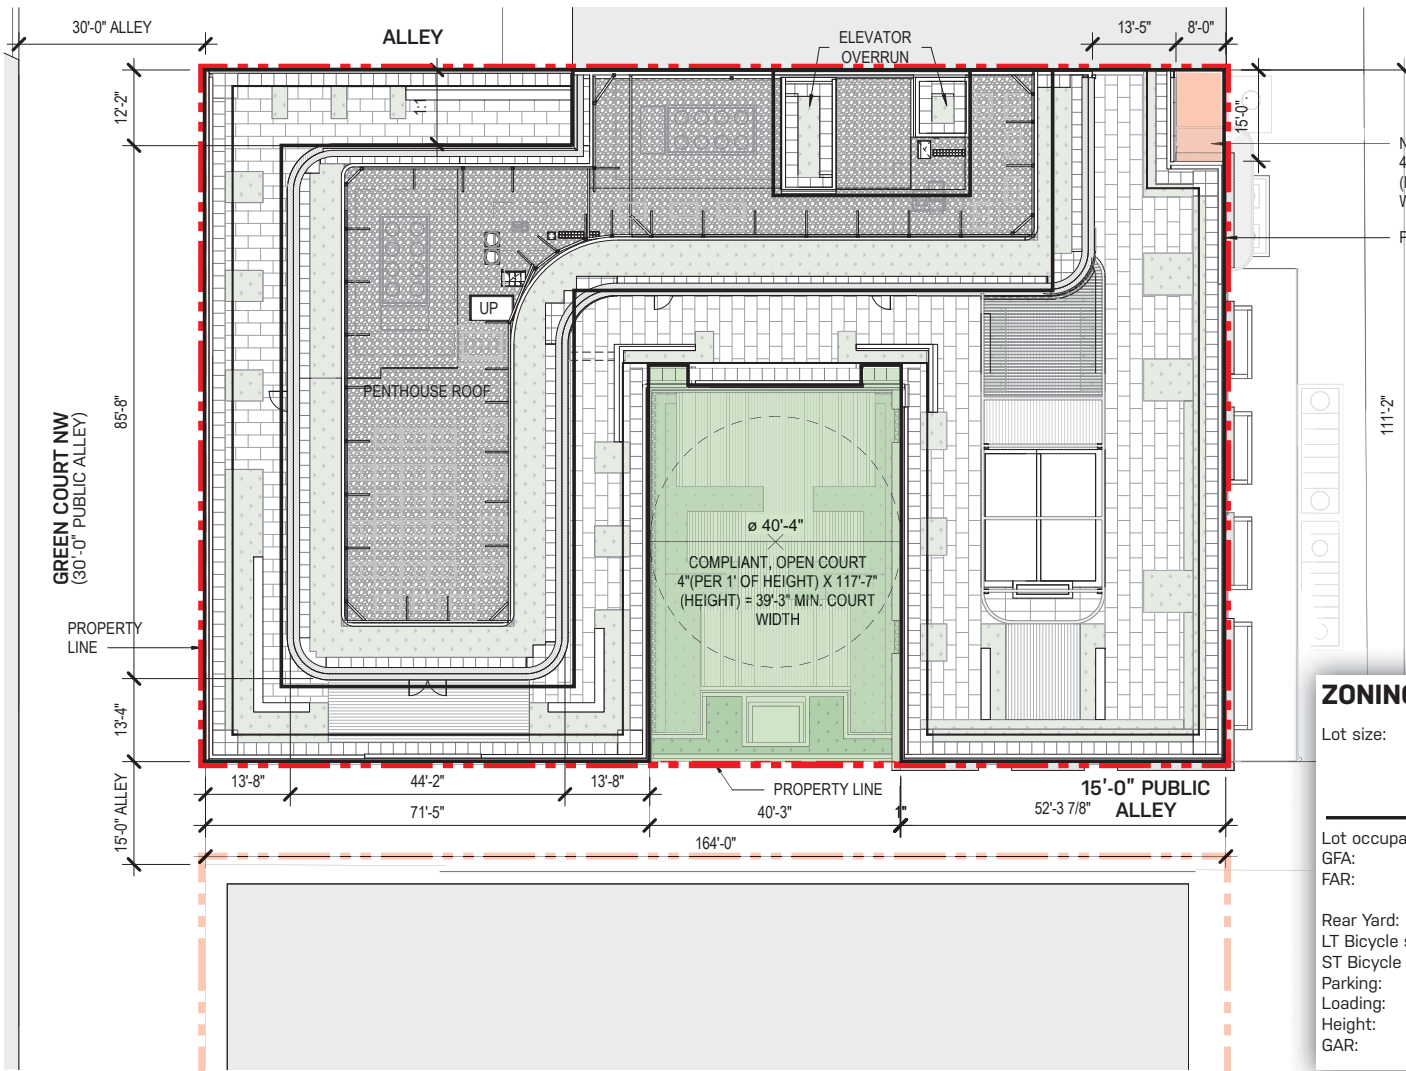 30'-0" ALLEY
ALLEY
ELEVATOR
OVERRUN
13'-5"
8'-0"
12'-2"
1:1
15'-0"
N
4
(
W
P
UP
PENTHOUSE ROOF
85'-8"
GREEN COURT NW
(30'-0" PUBLIC ALLEY)
111'-2"
ø 40'-4"
COMPLIANT, OPEN COURT
4"(PER 1' OF HEIGHT) X 117'-7"
(HEIGHT) = 39'-3" MIN. COURT
WIDTH
PROPERTY
LINE
13'-4"
15'-0" ALLEY
13'-8"
44'-2"
13'-8"
PROPERTY LINE
15'-0" PUBLIC
ALLEY
71'-5"
40'-3"
1"
52'-3 7/8"
164'-0"
ZONING
Lot size:
Lot occupa
GFA:
FAR:
Rear Yard:
LT Bicycle s
ST Bicycle
Parking:
Loading:
Height:
GAR: